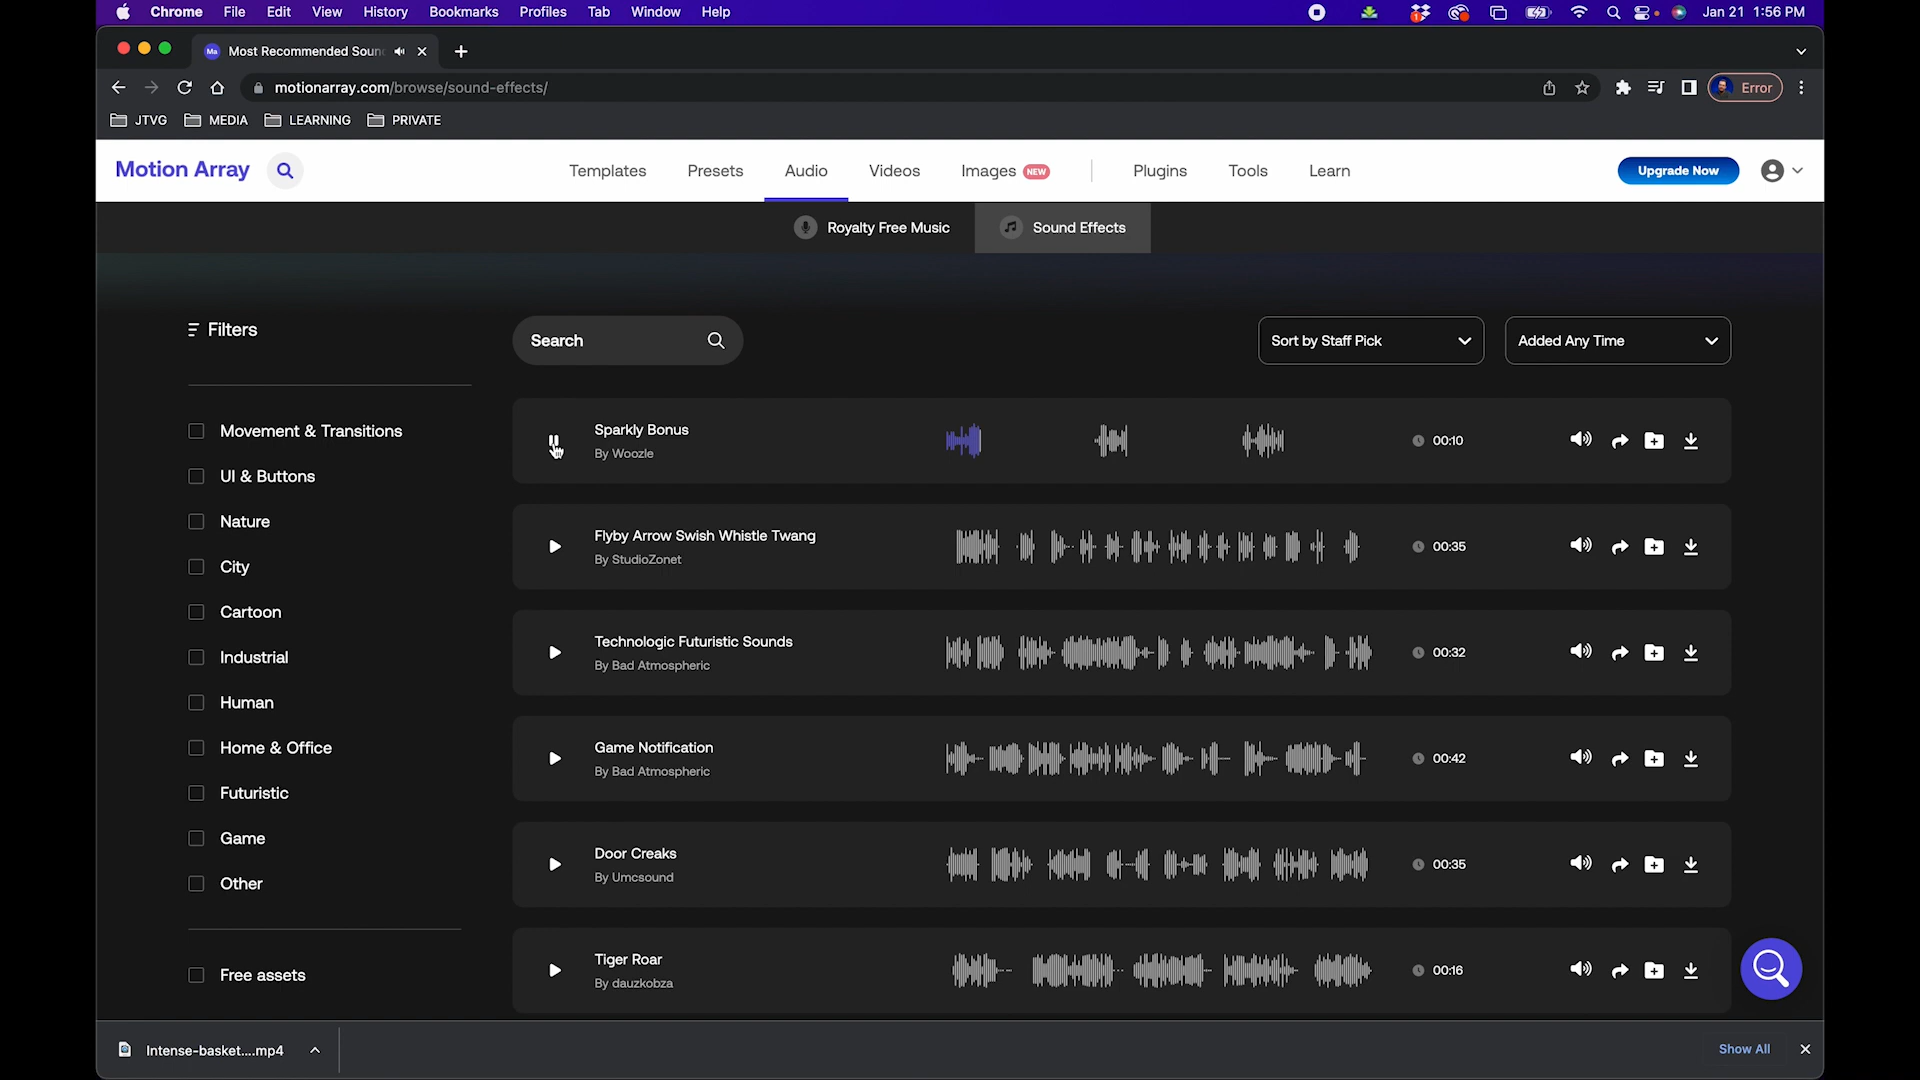 Chrome File Edit View History Bookmarks Profiles Tab Window Help Jan 21 1:56 PM
Ma Most Recommended Soun
motionarray.com/browse/sound-effects/ Error
JTVG MEDIA LEARNING PRIVATE
Motion Array Templates Presets Audio Videos Images NEW Plugins Tools Learn Upgrade Now
Royalty Free Music Sound Effects
Filters
Search Sort by Staff Pick Added Any Time
Movement & Transitions
UI & Buttons
Nature
City
Cartoon
Industrial
Human
Home & Office
Futuristic
Game
Other
Free assets
Sparkly Bonus 00:10
By Woozle
Flyby Arrow Swish Whistle Twang 00:35
By StudioZonet
Technologic Futuristic Sounds 00:32
By Bad Atmospheric
Game Notification 00:42
By Bad Atmospheric
Door Creaks 00:35
By Umcsound
Tiger Roar 00:16
By dauzkobza
Intense-basket....mp4 Show All